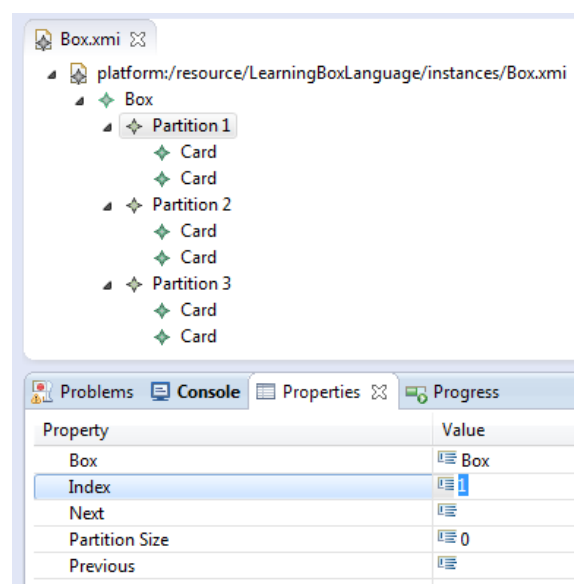 Box.xmi
platform:/resource/LearningBoxLanguage/instances/Box.xmi
Box
Partition 1
Card
Card
Partition 2
Card
Card
Partition 3
Card
Card
Problems Console Properties Progress
Property Value
Box Box
Index 1
Next
Partition Size 0
Previous